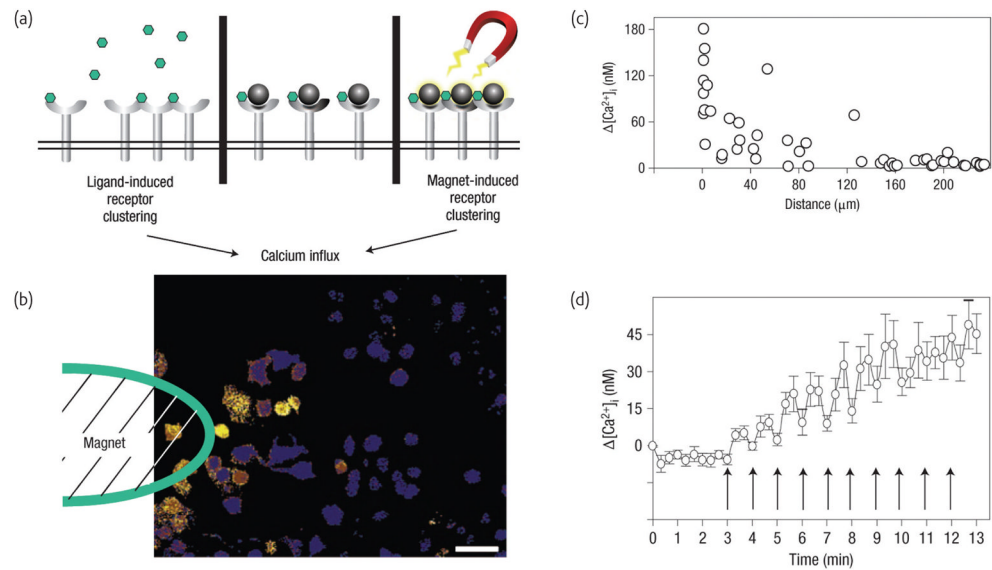 (a)
Ligand-induced
receptor
clustering
Magnet-induced
receptor
clustering
Calcium influx
(b)
Magnet
(c)
Δ[Ca²⁺]ᵢ (nM)
180
120
60
0
0
40
80
120
160
200
Distance (μm)
(d)
Δ[Ca²⁺]ᵢ (nM)
45
30
15
0
0
1
2
3
4
5
6
7
8
9
10
11
12
13
Time (min)